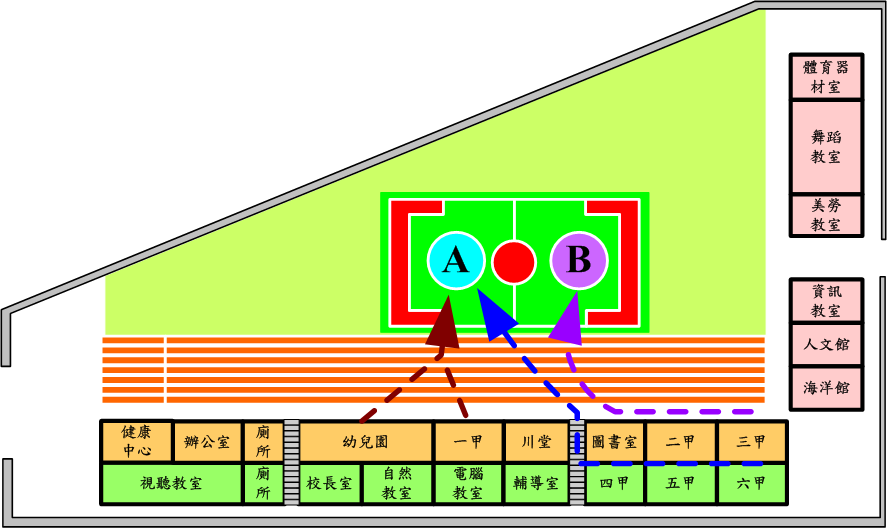 體育器
材室
舞蹈
教室
美勞
教室
A
B
資訊
教室
人文館
海洋館
健康
中心
辦公室
廁
所
幼兒園
一甲
川堂
圖書室
二甲
三甲
視聽教室
廁
所
校長室
自然
教室
電腦
教室
輔導室
四甲
五甲
六甲